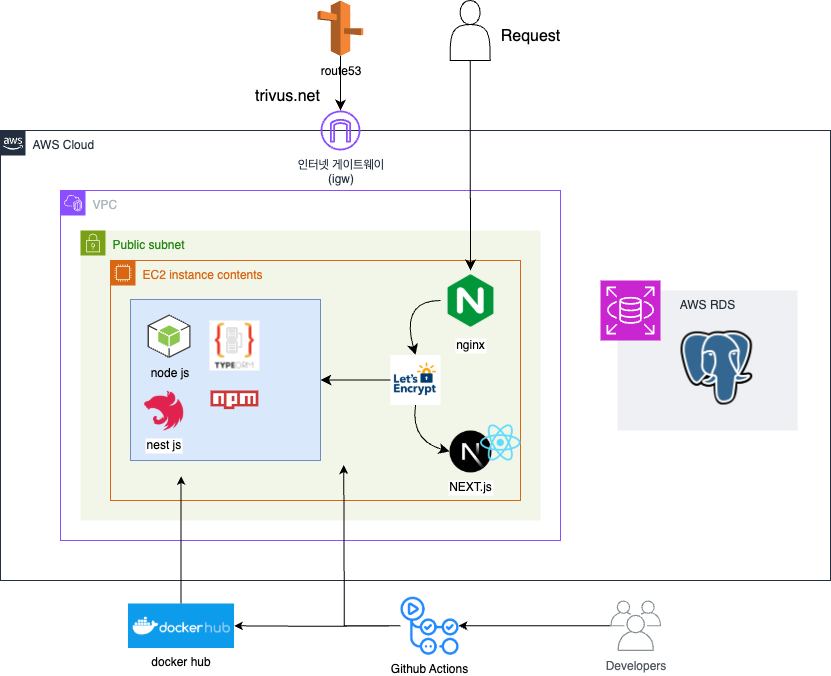 route53
Request
trivus.net
aws
AWS Cloud
인터넷 게이트웨이
(igw)
VPC
Public subnet
EC2 instance contents
N
nginx
AWS RDS
node js
TYPEORM
npm
Let's
Encrypt
nest js
N
NEXT.js
docker hub
docker hub
Github Actions
Developers